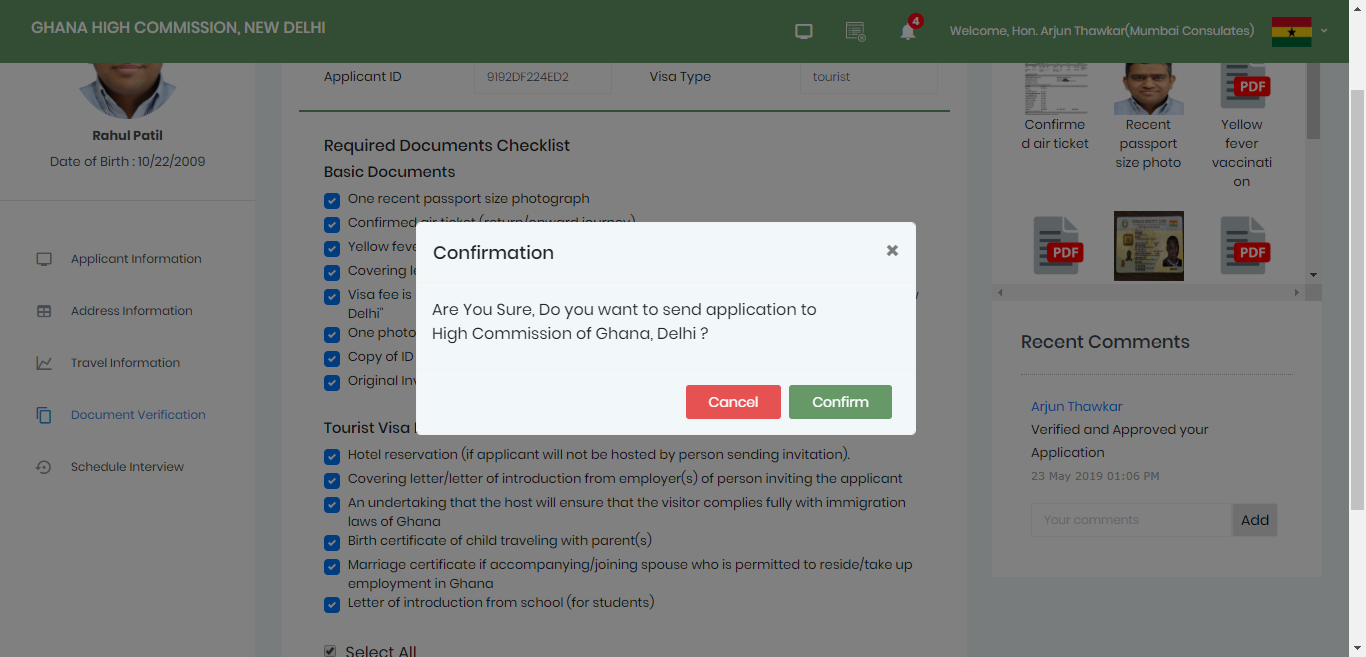 GHANA HIGH COMMISSION, NEW DELHI
4
Welcome, Hon. Arjun Thawkar(Mumbai Consulates)
Rahul Patil
Date of Birth : 10/22/2009
Applicant Information
Address Information
Travel Information
Document Verification
Schedule Interview
Applicant ID
9192DF224ED2
Visa Type
tourist
Required Documents Checklist
Basic Documents
One recent passport size photograph
Confirmed air ticket (return/onward journey)
Yellow feve
Covering le
Visa fee is
Delhi"
One photo
Copy of ID
Original Inv
Tourist Visa
Hotel reservation (if applicant will not be hosted by person sending invitation).
Covering letter/letter of introduction from employer(s) of person inviting the applicant
An undertaking that the host will ensure that the visitor complies fully with immigration
laws of Ghana
Birth certificate of child traveling with parent(s)
Marriage certificate if accompanying/joining spouse who is permitted to reside/take up
employment in Ghana
Letter of introduction from school (for students)
Select All
Confirmation
✖
Are You Sure, Do you want to send application to
High Commission of Ghana, Delhi ?
Cancel
Confirm
PDF
Confirme
d air ticket
Recent
passport
size photo
Yellow
fever
vaccinati
on
PDF
PDF
Recent Comments
Arjun Thawkar
Verified and Approved your
Application
23 May 2019 01:06 PM
Your comments
Add